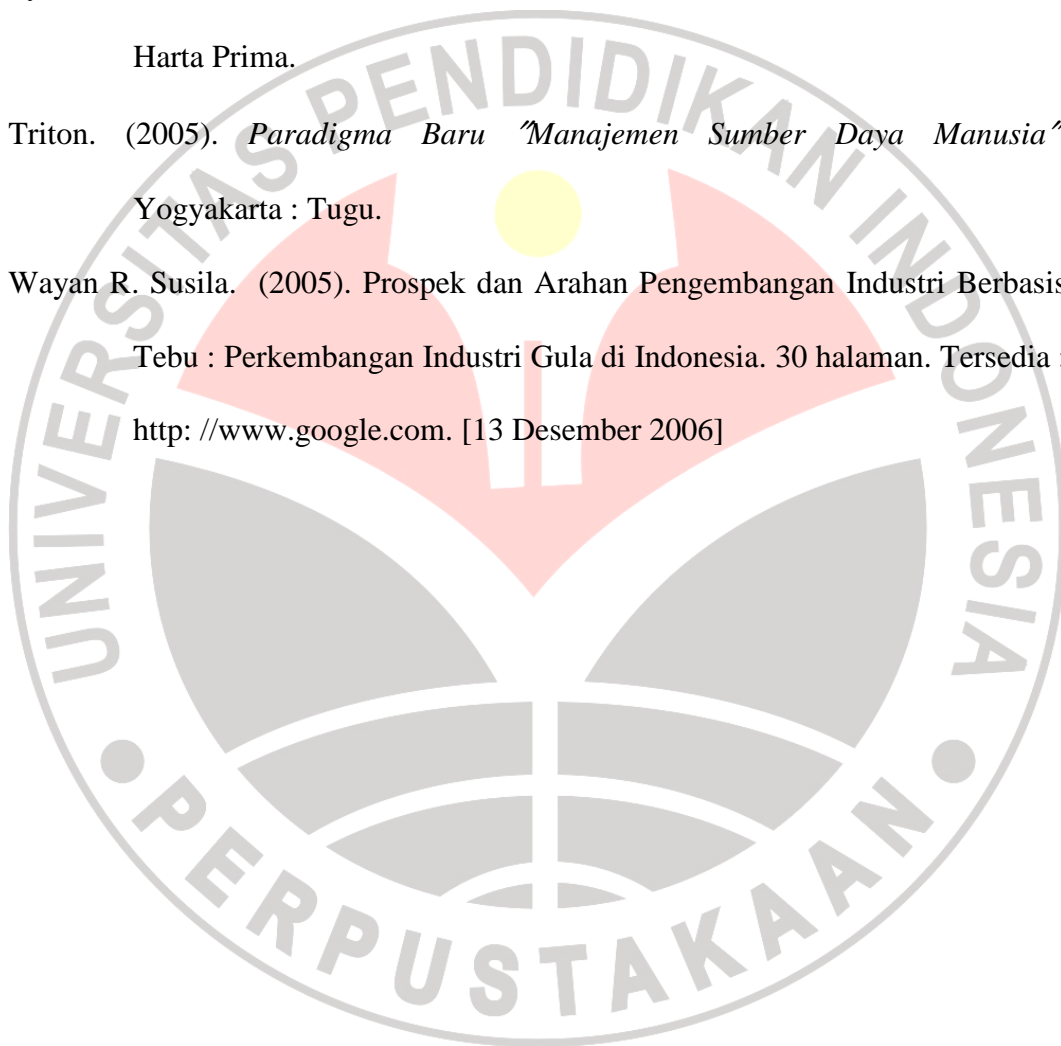 Harta Prima.
Triton. (2005). Paradigma Baru ″Manajemen Sumber Daya Manusia″
Yogyakarta : Tugu.
Wayan R. Susila. (2005). Prospek dan Arahan Pengembangan Industri Berbasis
Tebu : Perkembangan Industri Gula di Indonesia. 30 halaman. Tersedia :
http: //www.google.com. [13 Desember 2006]
UNIVERSITAS PENDIDIKAN INDONESIA
PERPUSTAKAAN